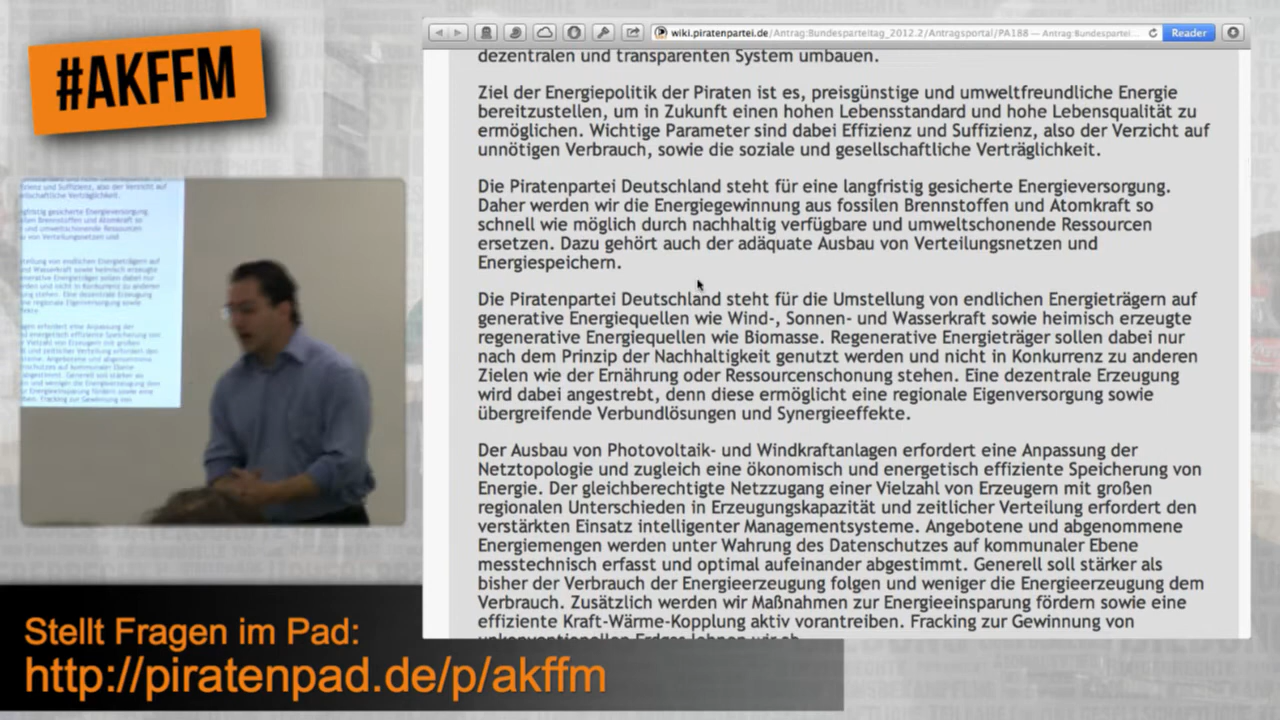 #AKFFM
wiki.piratenpartei.de/Antrag:Bundesparteitag_2012.2/Antragsportal/PA188 — Antrag:Bundespartei...
Reader
dezentralen und transparenten System umbauen.
Ziel der Energiepolitik der Piraten ist es, preisgünstige und umweltfreundliche Energie
bereitzustellen, um in Zukunft einen hohen Lebensstandard und hohe Lebensqualität zu
ermöglichen. Wichtige Parameter sind dabei Effizienz und Suffizienz, also der Verzicht auf
unnötigen Verbrauch, sowie die soziale und gesellschaftliche Verträglichkeit.
Die Piratenpartei Deutschland steht für eine langfristig gesicherte Energieversorgung.
Daher werden wir die Energiegewinnung aus fossilen Brennstoffen und Atomkraft so
schnell wie möglich durch nachhaltig verfügbare und umweltschonende Ressourcen
ersetzen. Dazu gehört auch der adäquate Ausbau von Verteilungsnetzen und
Energiespeichern.
Die Piratenpartei Deutschland steht für die Umstellung von endlichen Energieträgern auf
generative Energiequellen wie Wind-, Sonnen- und Wasserkraft sowie heimisch erzeugte
regenerative Energiequellen wie Biomasse. Regenerative Energieträger sollen dabei nur
nach dem Prinzip der Nachhaltigkeit genutzt werden und nicht in Konkurrenz zu anderen
Zielen wie der Ernährung oder Ressourcenschonung stehen. Eine dezentrale Erzeugung
wird dabei angestrebt, denn diese ermöglicht eine regionale Eigenversorgung sowie
übergreifende Verbundlösungen und Synergieeffekte.
Der Ausbau von Photovoltaik- und Windkraftanlagen erfordert eine Anpassung der
Netztopologie und zugleich eine ökonomisch und energetisch effiziente Speicherung von
Energie. Der gleichberechtigte Netzzugang einer Vielzahl von Erzeugern mit großen
regionalen Unterschieden in Erzeugungskapazität und zeitlicher Verteilung erfordert den
verstärkten Einsatz intelligenter Managementsysteme. Angebotene und abgenommene
Energiemengen werden unter Wahrung des Datenschutzes auf kommunaler Ebene
messtechnisch erfasst und optimal aufeinander abgestimmt. Generell soll stärker als
bisher der Verbrauch der Energieerzeugung folgen und weniger die Energieerzeugung dem
Verbrauch. Zusätzlich werden wir Maßnahmen zur Energieeinsparung fördern sowie eine
effiziente Kraft-Wärme-Kopplung aktiv vorantreiben. Fracking zur Gewinnung von
Stellt Fragen im Pad:
http://piratenpad.de/p/akffm